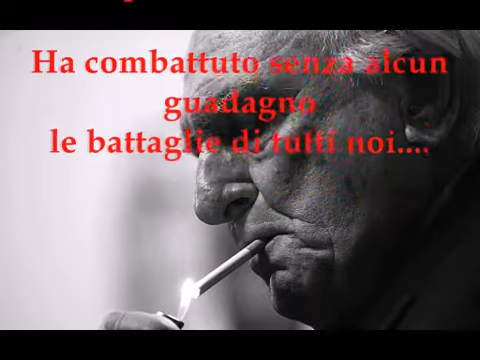 Ha combattuto senza alcun
guadagno
le battaglie di tutti noi....